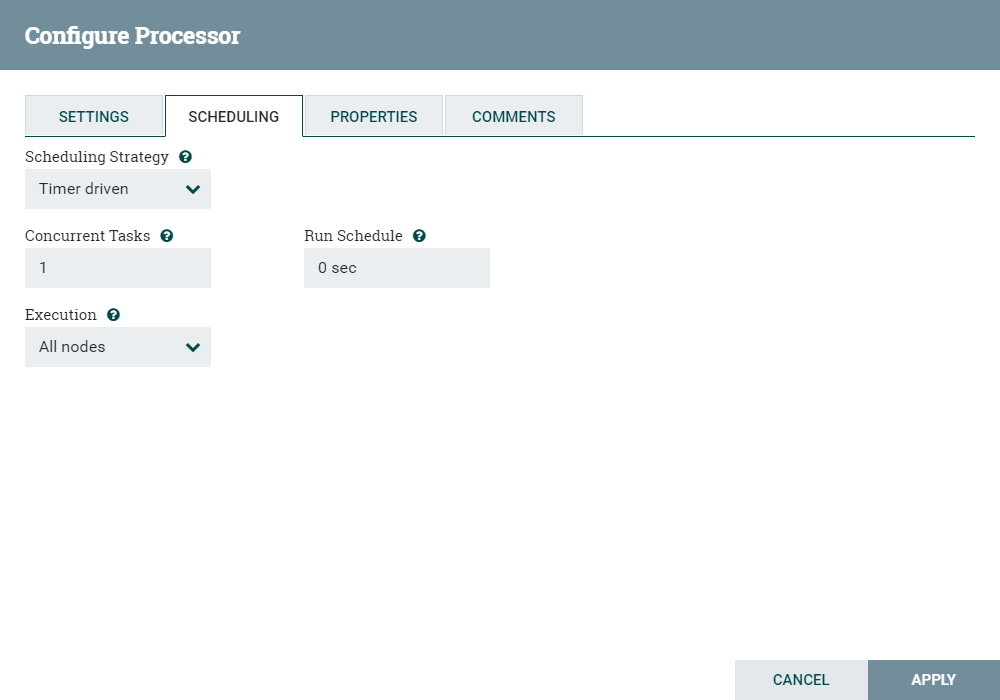 Configure Processor
SETTINGS
SCHEDULING
PROPERTIES
COMMENTS
Scheduling Strategy
Timer driven
Concurrent Tasks
Run Schedule
1
0 sec
Execution
All nodes
CANCEL
APPLY